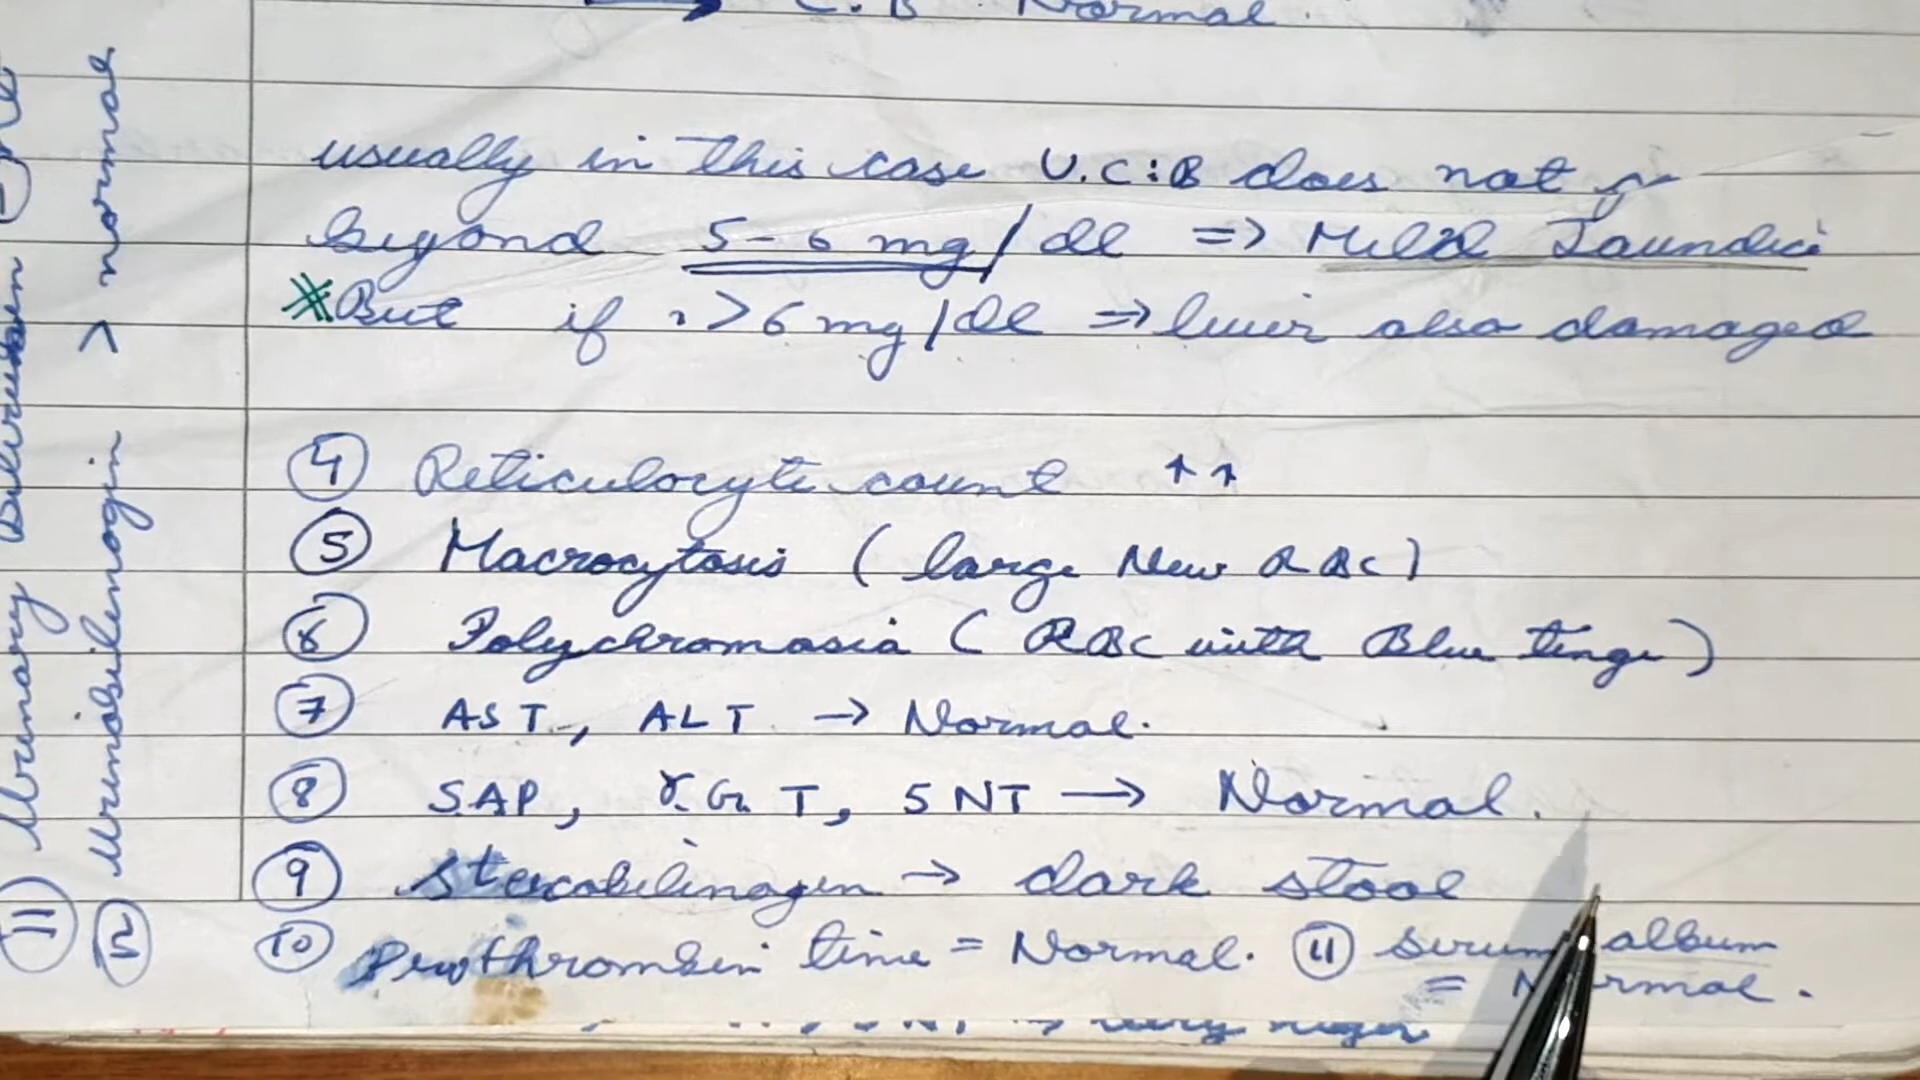 C.B Normal.
usually in this case U.C.B does not go
beyond 5-6 mg/dl => Mild Jaundice
*But if >6 mg/dl => liver also damaged
④ Reticulocyte count ↑↑
⑤ Macrocytosis (large New RBC)
⑥ Polychromasia (RBC with Blue tinge)
⑦ AST, ALT → Normal.
⑧ SAP, γ.G.T, 5NT → Normal.
⑨ Stercobilinogen → dark stool
⑩ Prothrombin time = Normal. ⑪ serum album
= Normal.
⑪ Urinary Bilirubin
⑫ Urinobilinogin > normal